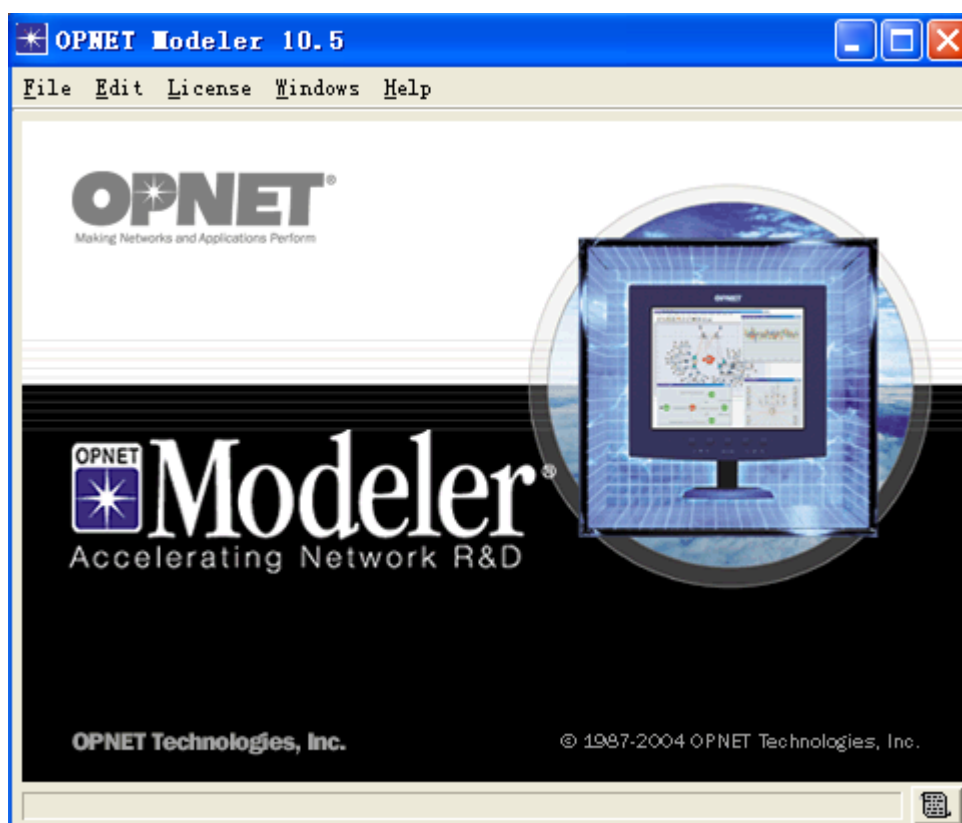 OPNET Modeler 10.5
File Edit License Windows Help
OPNET®
Making Networks and Applications Perform
OPNET
OPNET
Modeler®
Accelerating Network R&D
OPNET Technologies, Inc.
© 1987-2004 OPNET Technologies, Inc.